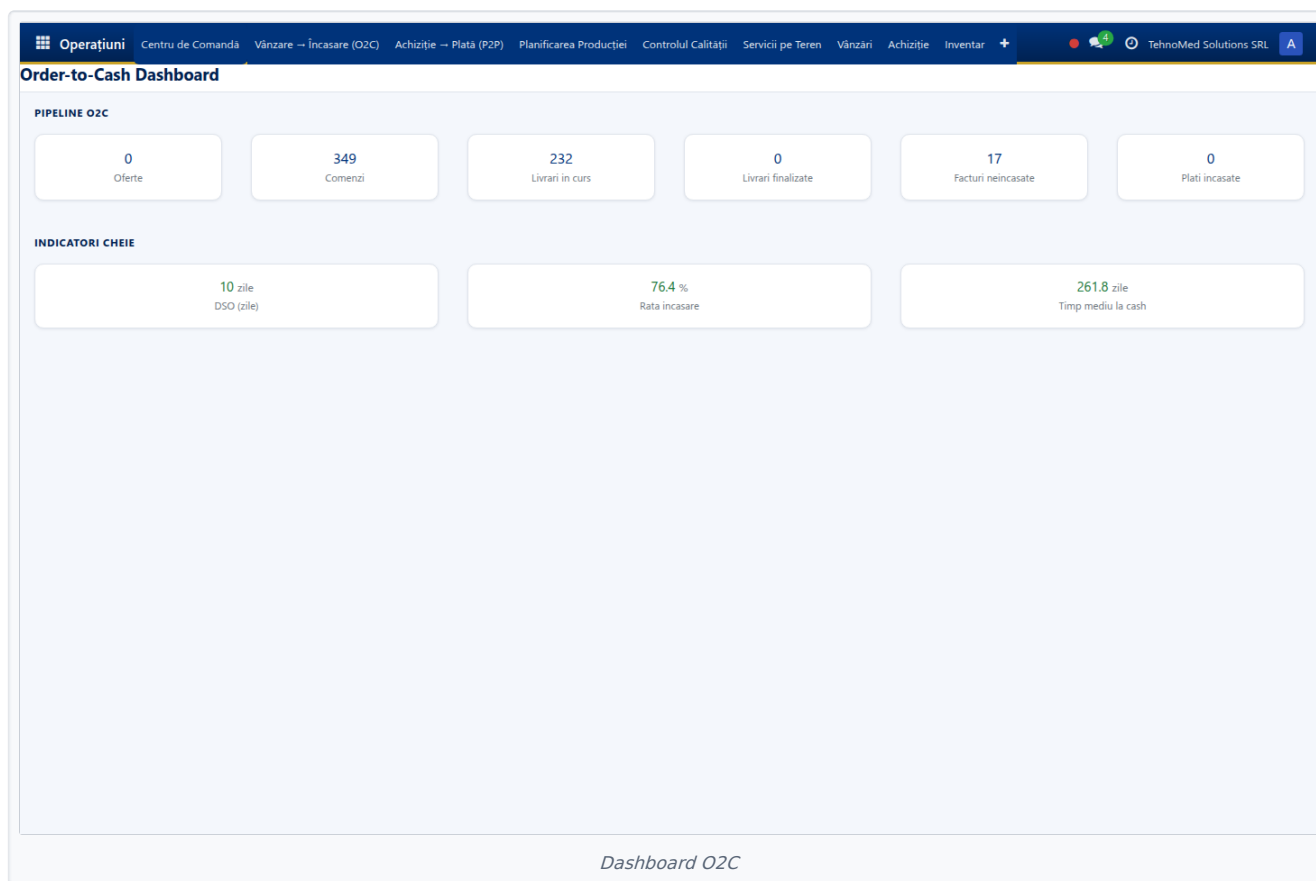 Operațiuni Centru de Comandă Vânzare → Încasare (O2C) Achiziție → Plată (P2P) Planificarea Producției Controlul Calității Servicii pe Teren Vânzări Achiziție Inventar + 4 TehnoMed Solutions SRL A
Order-to-Cash Dashboard
PIPELINE O2C
0 349 232 0 17 0
Oferte Comenzi Livrari in curs Livrari finalizate Facturi neincasate Plati incasate
INDICATORI CHEIE
10 zile 76.4 % 261.8 zile
DSO (zile) Rata incasare Timp mediu la cash
Dashboard O2C